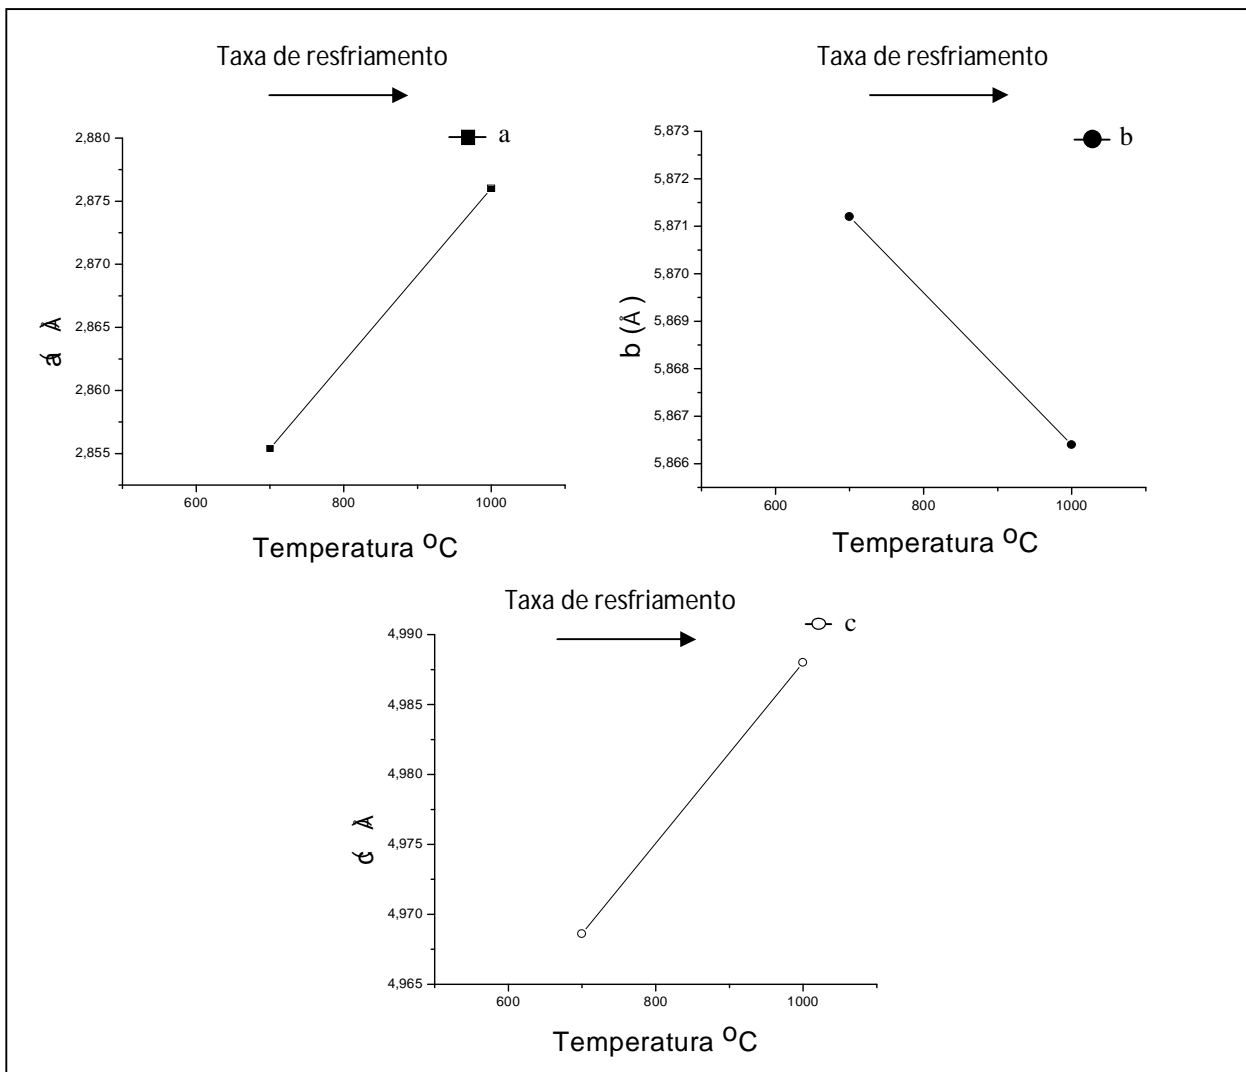 Taxa de resfriamento
a
2,880
2,875
2,870
2,865
2,860
2,855
a ( Å
600
800
1000
Temperatura ºC
Taxa de resfriamento
b
5,873
5,872
5,871
5,870
5,869
5,868
5,867
5,866
b (Å)
600
800
1000
Temperatura ºC
Taxa de resfriamento
c
4,990
4,985
4,980
4,975
4,970
4,965
c ( Å
600
800
1000
Temperatura ºC